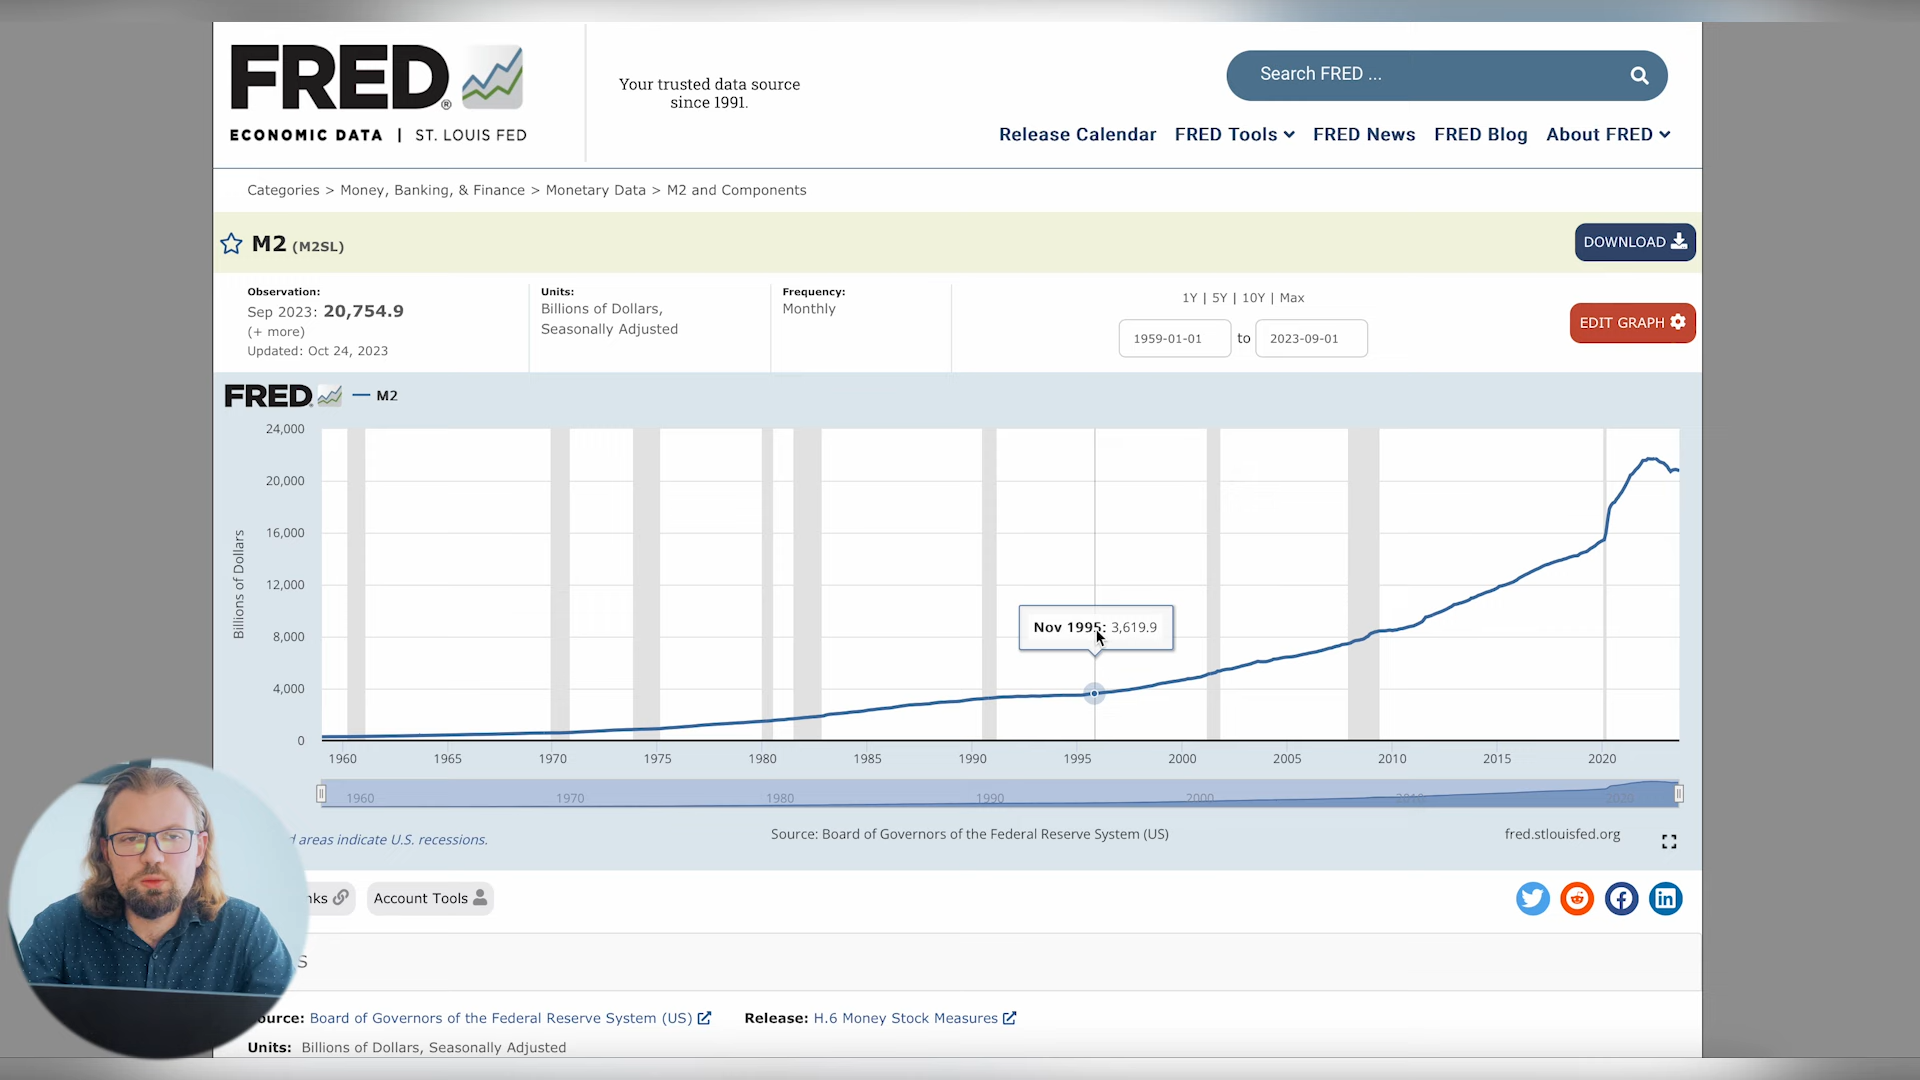 FRED®
ECONOMIC DATA | ST. LOUIS FED
Your trusted data source
since 1991.
Search FRED ...
Release Calendar FRED Tools FRED News FRED Blog About FRED
Categories > Money, Banking, & Finance > Monetary Data > M2 and Components
M2 (M2SL)
DOWNLOAD
Observation:
Sep 2023: 20,754.9
(+ more)
Updated: Oct 24, 2023
Units:
Billions of Dollars,
Seasonally Adjusted
Frequency:
Monthly
1Y | 5Y | 10Y | Max
1959-01-01 to 2023-09-01
EDIT GRAPH
FRED M2
24,000
20,000
16,000
12,000
8,000
4,000
0
Billions of Dollars
Nov 1995: 3,619.9
1960 1965 1970 1975 1980 1985 1990 1995 2000 2005 2010 2015 2020
1960 1970 1980 1990 2000 2010 2020
areas indicate U.S. recessions.
Source: Board of Governors of the Federal Reserve System (US)
fred.stlouisfed.org
Account Tools
Board of Governors of the Federal Reserve System (US)
Release: H.6 Money Stock Measures
Units: Billions of Dollars, Seasonally Adjusted